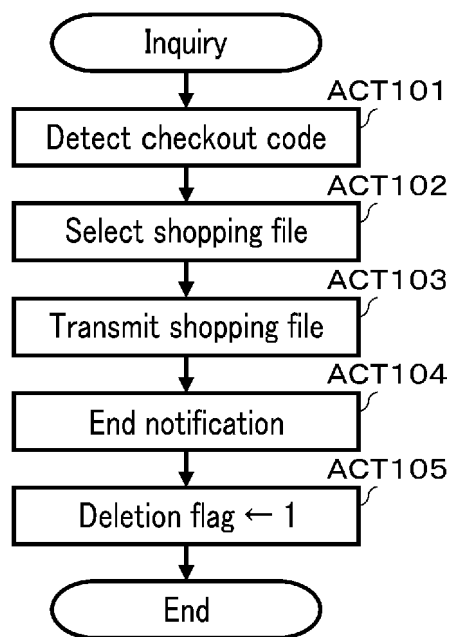 Inquiry
ACT101
Detect checkout code
ACT102
Select shopping file
ACT103
Transmit shopping file
ACT104
End notification
ACT105
Deletion flag ← 1
End